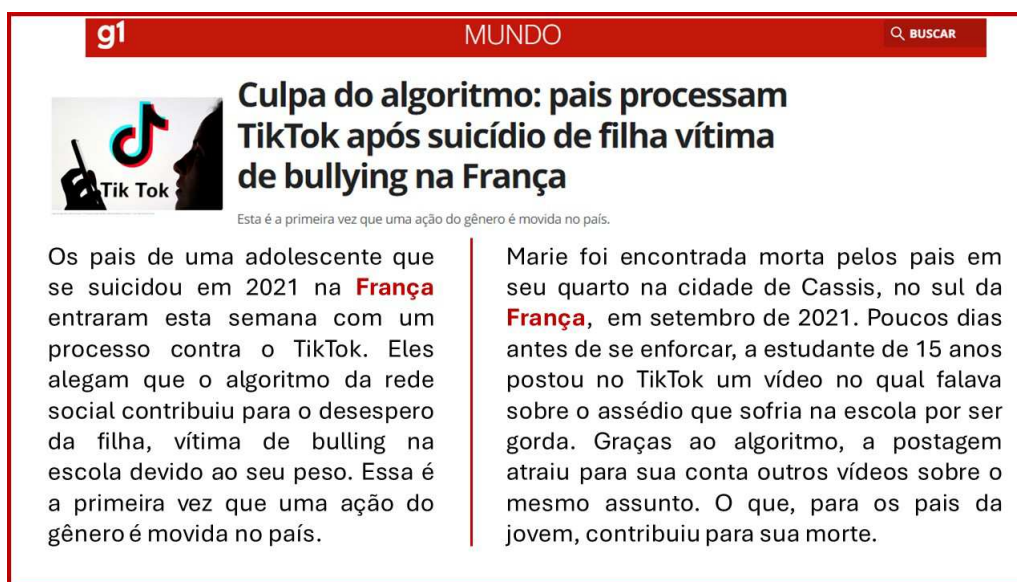 g1
MUNDO
BUSCAR
Tik Tok
Culpa do algoritmo: pais processam
TikTok após suicídio de filha vítima
de bullying na França
Esta é a primeira vez que uma ação do gênero é movida no país.
Os pais de uma adolescente que
se suicidou em 2021 na França
entraram esta semana com um
processo contra o TikTok. Eles
alegam que o algoritmo da rede
social contribuiu para o desespero
da filha, vítima de bulling na
escola devido ao seu peso. Essa é
a primeira vez que uma ação do
gênero é movida no país.
Marie foi encontrada morta pelos pais em
seu quarto na cidade de Cassis, no sul da
França, em setembro de 2021. Poucos dias
antes de se enforcar, a estudante de 15 anos
postou no TikTok um vídeo no qual falava
sobre o assédio que sofria na escola por ser
gorda. Graças ao algoritmo, a postagem
atraiu para sua conta outros vídeos sobre o
mesmo assunto. O que, para os pais da
jovem, contribuiu para sua morte.